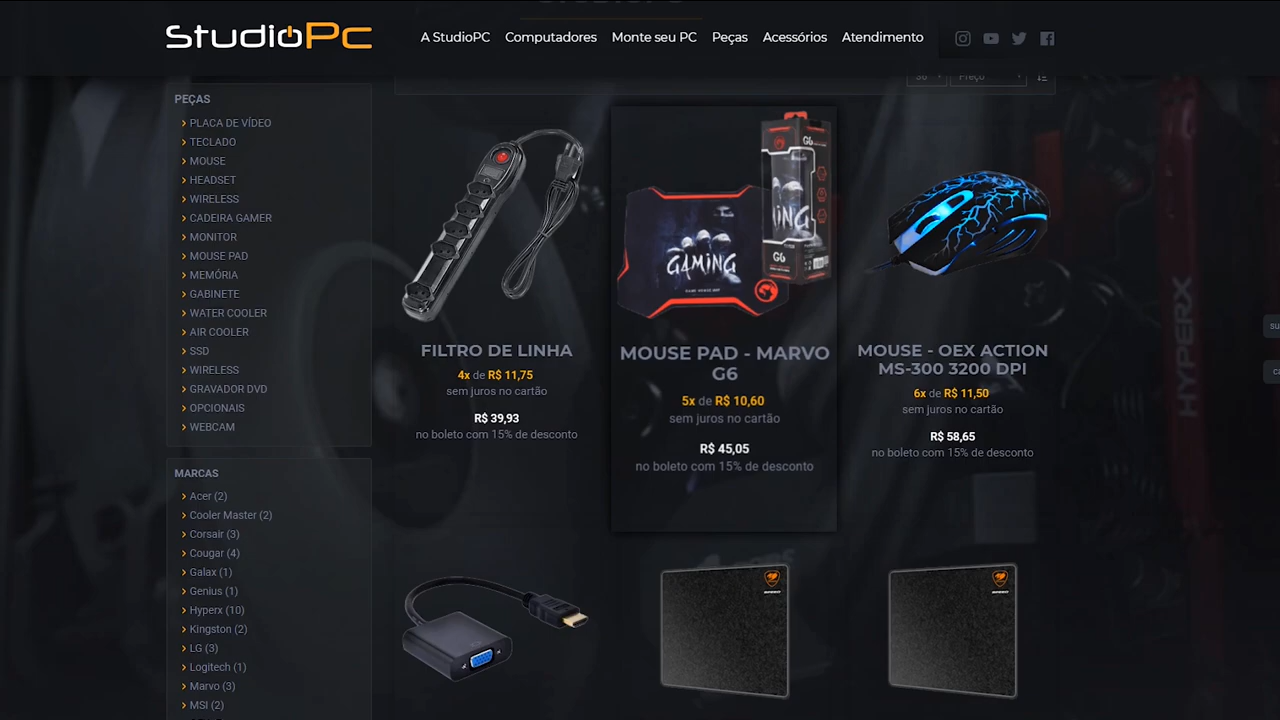 StudioPc
A StudioPC Computadores Monte seu PC Peças Acessórios Atendimento
36 Preço
PEÇAS
PLACA DE VÍDEO
TECLADO
MOUSE
HEADSET
WIRELESS
CADEIRA GAMER
MONITOR
MOUSE PAD
MEMÓRIA
GABINETE
WATER COOLER
AIR COOLER
SSD
WIRELESS
GRAVADOR DVD
OPCIONAIS
WEBCAM
MARCAS
Acer (2)
Cooler Master (2)
Corsair (3)
Cougar (4)
Galax (1)
Genius (1)
Hyperx (10)
Kingston (2)
LG (3)
Logitech (1)
Marvo (3)
MSI (2)
FILTRO DE LINHA
4x de R$ 11,75
sem juros no cartão
R$ 39,93
no boleto com 15% de desconto
G6
GAMING
G6
MOUSE PAD - MARVO
G6
5x de R$ 10,60
sem juros no cartão
R$ 45,05
no boleto com 15% de desconto
MOUSE - OEX ACTION
MS-300 3200 DPI
6x de R$ 11,50
sem juros no cartão
R$ 58,65
no boleto com 15% de desconto
HYPERX